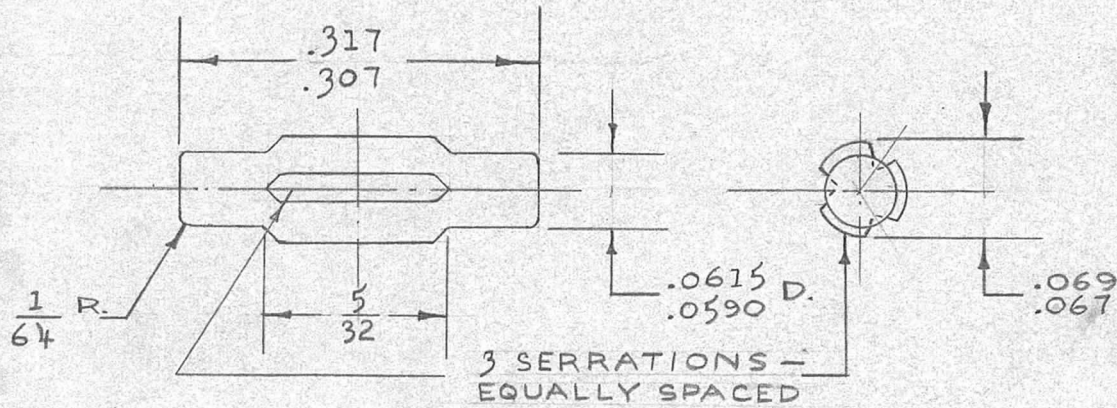 .317
.307
1/64 R.
5/32
.0615 D.
.0590
.069
.067
3 SERRATIONS –
EQUALLY SPACED